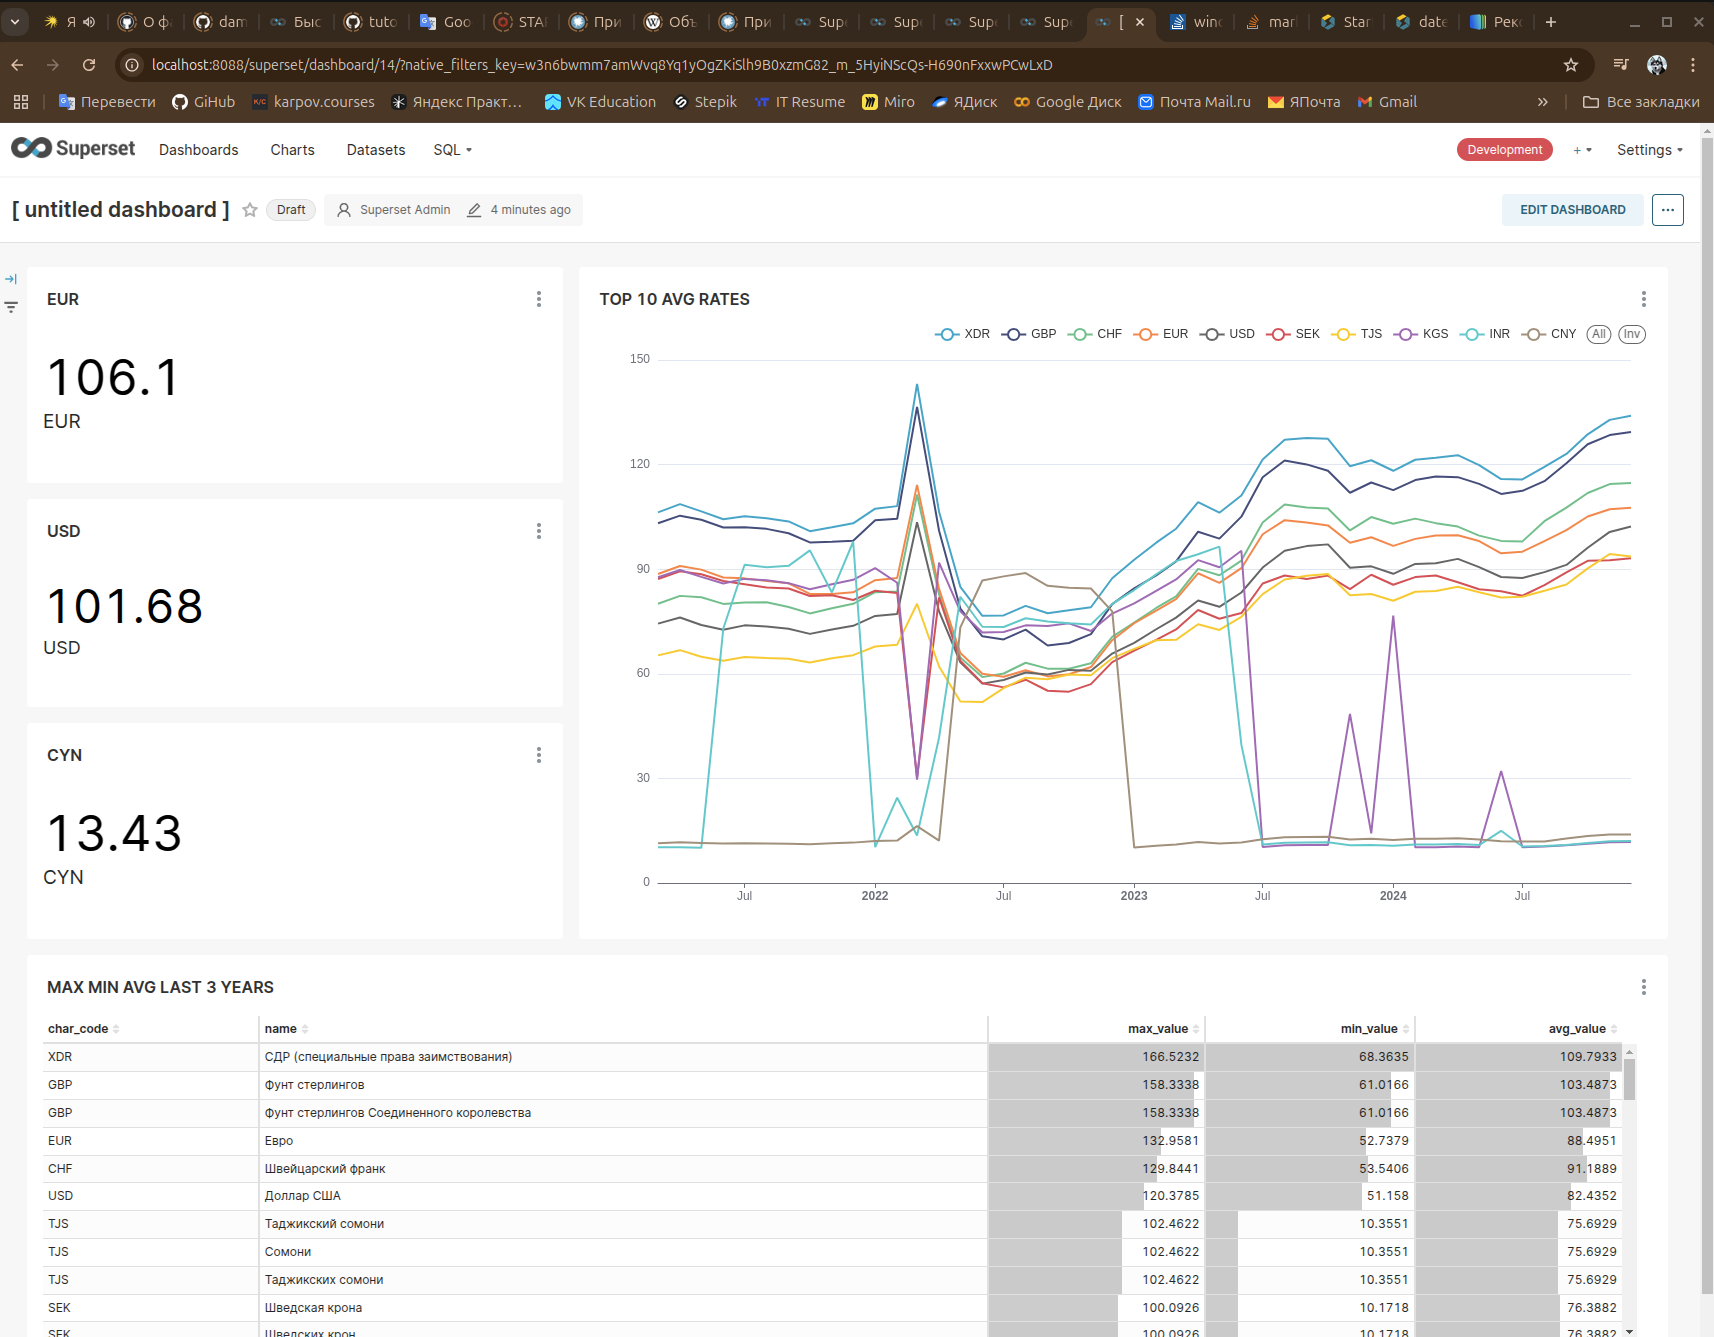 Я
О фа
dam
Быс
tuto
Goo
STAI
При
Объ
При
Supe
Supe
Supe
Supe
[
winc
mar
Star
date
Рекс
localhost:8088/superset/dashboard/14/?native_filters_key=w3n6bwmm7amWvq8Yq1yOgZKiSlh9B0xzmG82_m_5HyiNScQs-H690nFxxwPCwLxD
Перевести GiHub karpov.courses Яндекс Практ... VK Education Stepik IT Resume Miro ЯДиск Google Диск Почта Mail.ru ЯПочта Gmail » Все закладки
Superset Dashboards Charts Datasets SQL Development + Settings
[ untitled dashboard ] Draft Superset Admin 4 minutes ago EDIT DASHBOARD ...
EUR
106.1
EUR
USD
101.68
USD
CYN
13.43
CYN
TOP 10 AVG RATES
XDR GBP CHF EUR USD SEK TJS KGS INR CNY All Inv
150
120
90
60
30
0
Jul 2022 Jul 2023 Jul 2024 Jul
MAX MIN AVG LAST 3 YEARS
char_code name max_value min_value avg_value
XDR СДР (специальные права заимствования) 166.5232 68.3635 109.7933
GBP Фунт стерлингов 158.3338 61.0166 103.4873
GBP Фунт стерлингов Соединенного королевства 158.3338 61.0166 103.4873
EUR Евро 132.9581 52.7379 88.4951
CHF Швейцарский франк 129.8441 53.5406 91.1889
USD Доллар США 120.3785 51.158 82.4352
TJS Таджикский сомони 102.4622 10.3551 75.6929
TJS Сомони 102.4622 10.3551 75.6929
TJS Таджикских сомони 102.4622 10.3551 75.6929
SEK Шведская крона 100.0926 10.1718 76.3882
SEK Шведских крон 100.0926 10.1718 76.3882